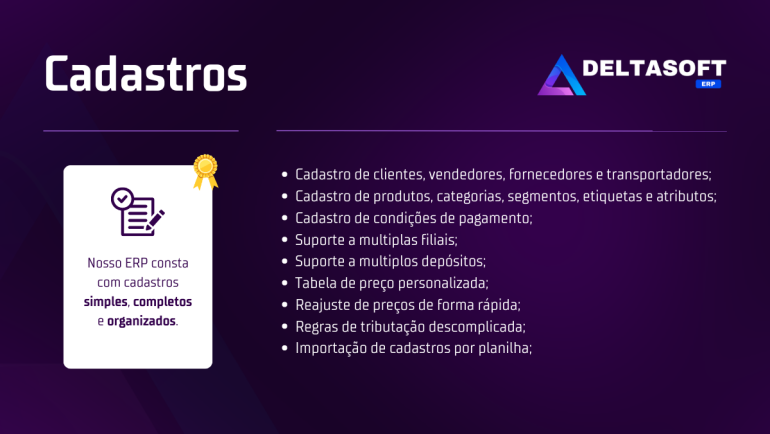 Cadastros
DELTASOFT
ERP
Nosso ERP consta
com cadastros
simples, completos
e organizados.
• Cadastro de clientes, vendedores, fornecedores e transportadores;
• Cadastro de produtos, categorias, segmentos, etiquetas e atributos;
• Cadastro de condições de pagamento;
• Suporte a multiplas filiais;
• Suporte a multiplos depósitos;
• Tabela de preço personalizada;
• Reajuste de preços de forma rápida;
• Regras de tributação descomplicada;
• Importação de cadastros por planilha;